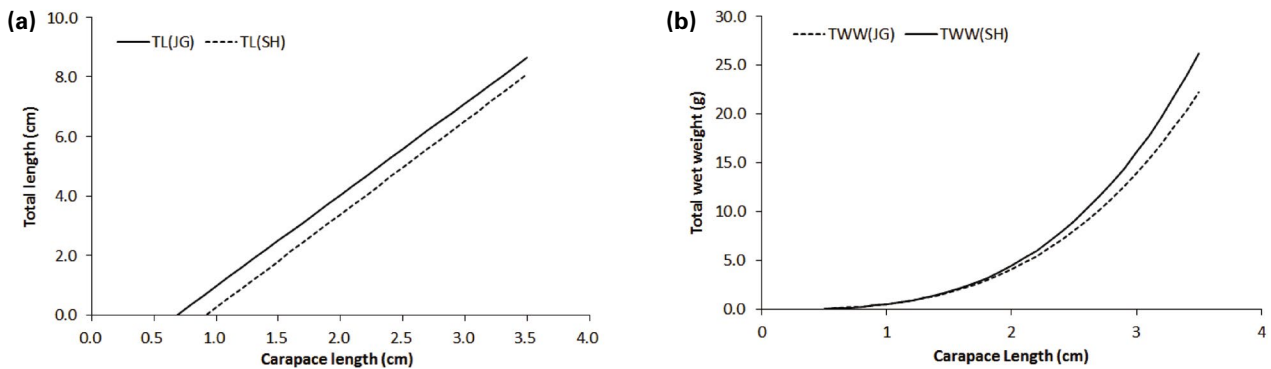 (a)
10.0
TL(JG) TL(SH)
8.0
6.0
4.0
2.0
0.0
Total length (cm)
0.0 0.5 1.0 1.5 2.0 2.5 3.0 3.5 4.0
Carapace length (cm)
(b)
TWW(JG) TWW(SH)
30.0
25.0
20.0
15.0
10.0
5.0
0.0
Total wet weight (g)
0 1 2 3 4
Carapace Length (cm)